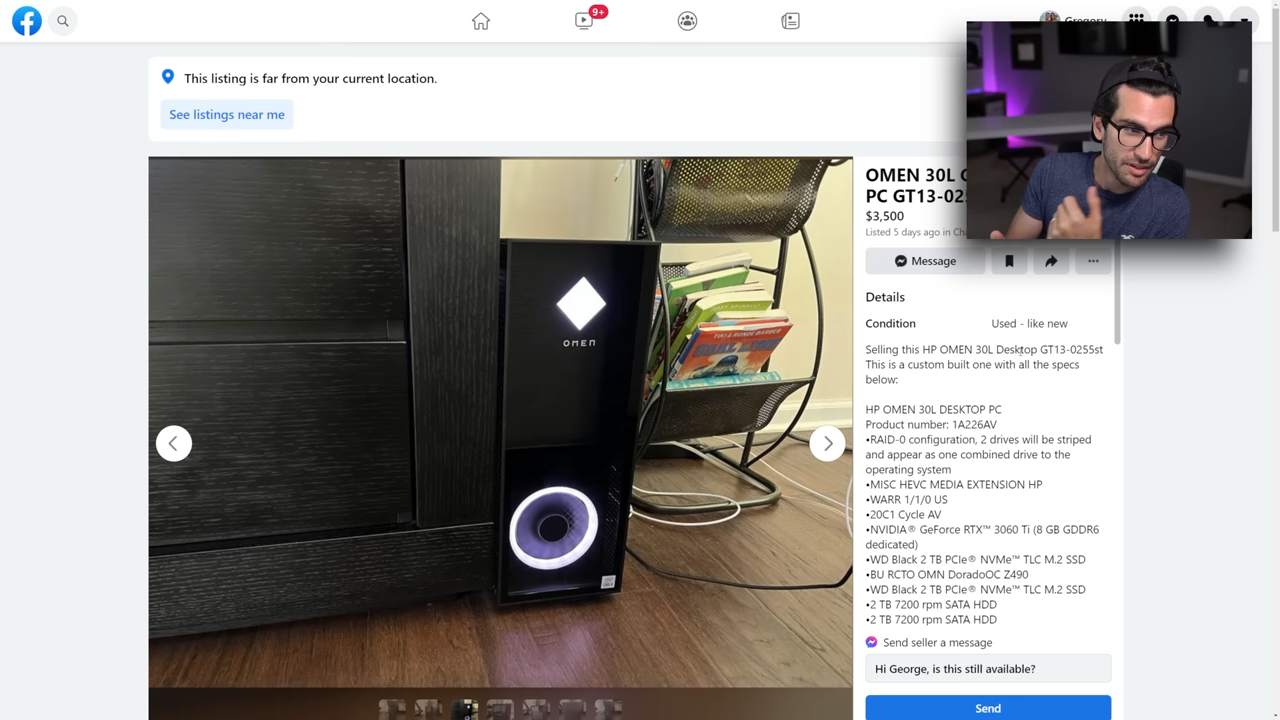 9+
Gregory
This listing is far from your current location.
See listings near me
OMEN 30L
PC GT13-02
$3,500
Listed 5 days ago in
Message
Details
Condition Used - like new
Selling this HP OMEN 30L Desktop GT13-0255st
This is a custom built one with all the specs
below:
HP OMEN 30L DESKTOP PC
Product number: 1A226AV
•RAID-0 configuration, 2 drives will be striped
and appear as one combined drive to the
operating system
•MISC HEVC MEDIA EXTENSION HP
•WARR 1/1/0 US
•20C1 Cycle AV
•NVIDIA® GeForce RTX™ 3060 Ti (8 GB GDDR6
dedicated)
•WD Black 2 TB PCIe® NVMe™ TLC M.2 SSD
•BU RCTO OMN DoradoOC Z490
•WD Black 2 TB PCIe® NVMe™ TLC M.2 SSD
•2 TB 7200 rpm SATA HDD
•2 TB 7200 rpm SATA HDD
Send seller a message
Hi George, is this still available?
Send
OMEN
TIKI & RONDE BARBER